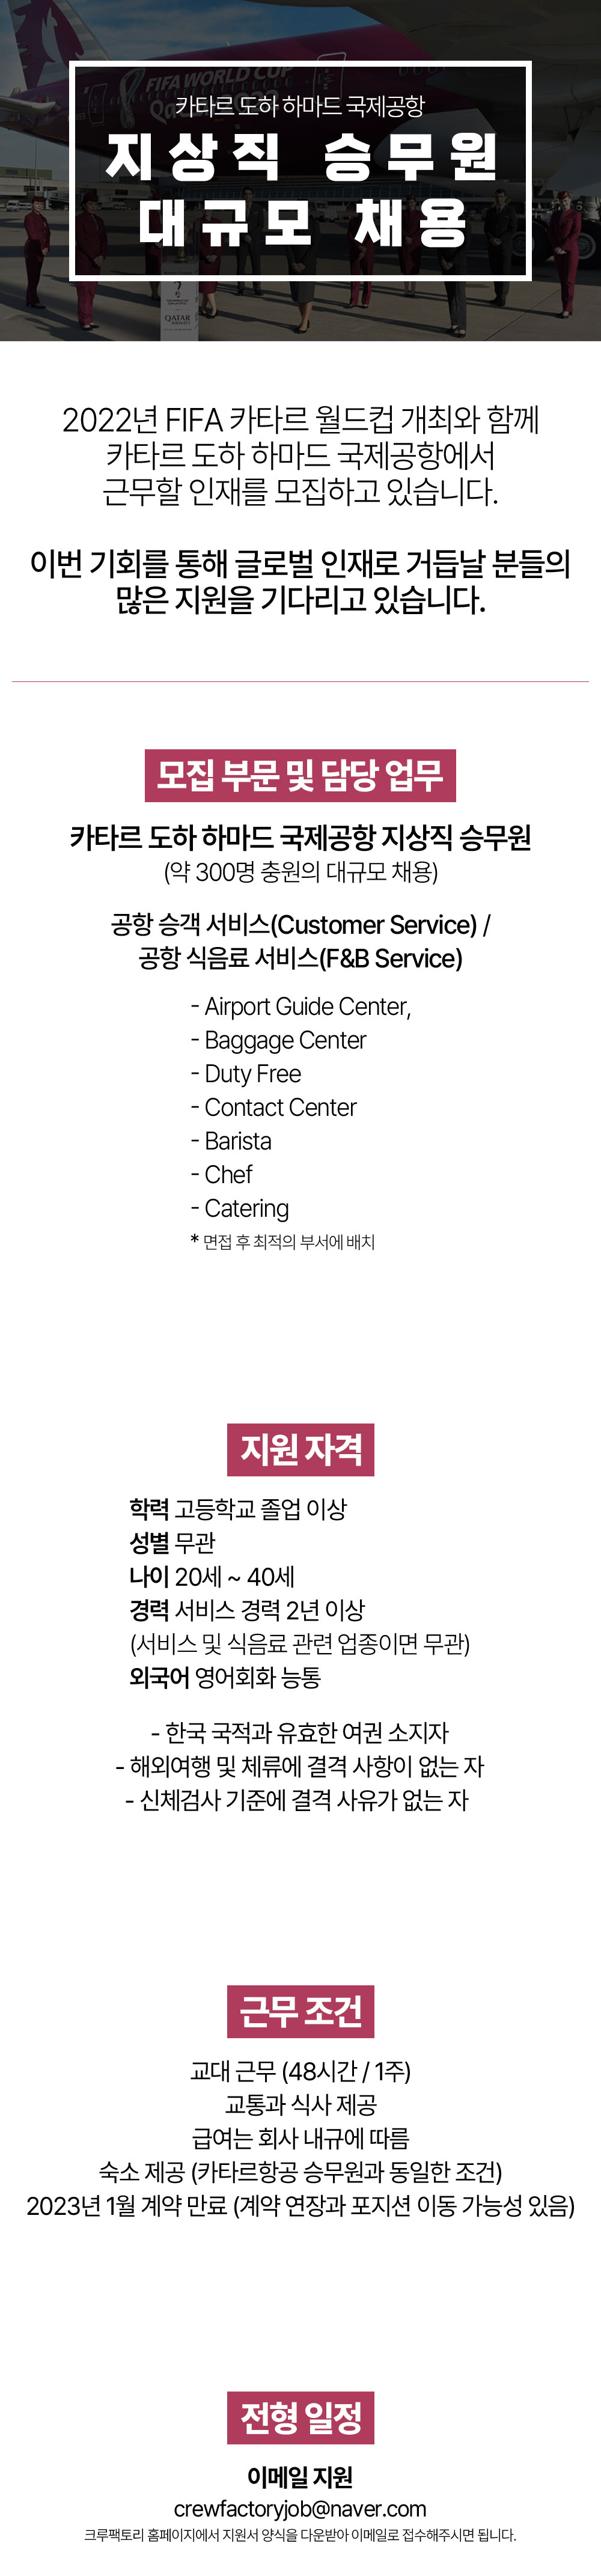 FIFA WORLD CUP
카타르 도하 하마드 국제공항
지상직 승무원
대규모 채용
QATAR
2022년 FIFA 카타르 월드컵 개최와 함께
카타르 도하 하마드 국제공항에서
근무할 인재를 모집하고 있습니다.
이번 기회를 통해 글로벌 인재로 거듭날 분들의
많은 지원을 기다리고 있습니다.
모집 부문 및 담당 업무
카타르 도하 하마드 국제공항 지상직 승무원
(약 300명 충원의 대규모 채용)
공항 승객 서비스(Customer Service) /
공항 식음료 서비스(F&B Service)
- Airport Guide Center,
- Baggage Center
- Duty Free
- Contact Center
- Barista
- Chef
- Catering
* 면접 후 최적의 부서에 배치
지원 자격
학력 고등학교 졸업 이상
성별 무관
나이 20세 ~ 40세
경력 서비스 경력 2년 이상
(서비스 및 식음료 관련 업종이면 무관)
외국어 영어회화 능통
- 한국 국적과 유효한 여권 소지자
- 해외여행 및 체류에 결격 사항이 없는 자
- 신체검사 기준에 결격 사유가 없는 자
근무 조건
교대 근무 (48시간 / 1주)
교통과 식사 제공
급여는 회사 내규에 따름
숙소 제공 (카타르항공 승무원과 동일한 조건)
2023년 1월 계약 만료 (계약 연장과 포지션 이동 가능성 있음)
전형 일정
이메일 지원
crewfactoryjob@naver.com
크루팩토리 홈페이지에서 지원서 양식을 다운받아 이메일로 접수해주시면 됩니다.